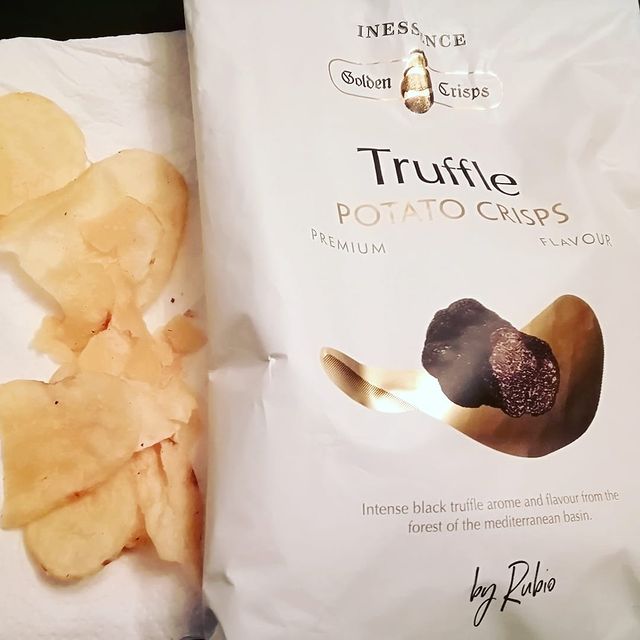 INESSENCE
Golden Crisps
Truffle
POTATO CRISPS
PREMIUM FLAVOUR
Intense black truffle arome and flavour from the
forest of the mediterranean basin.
by Rubio